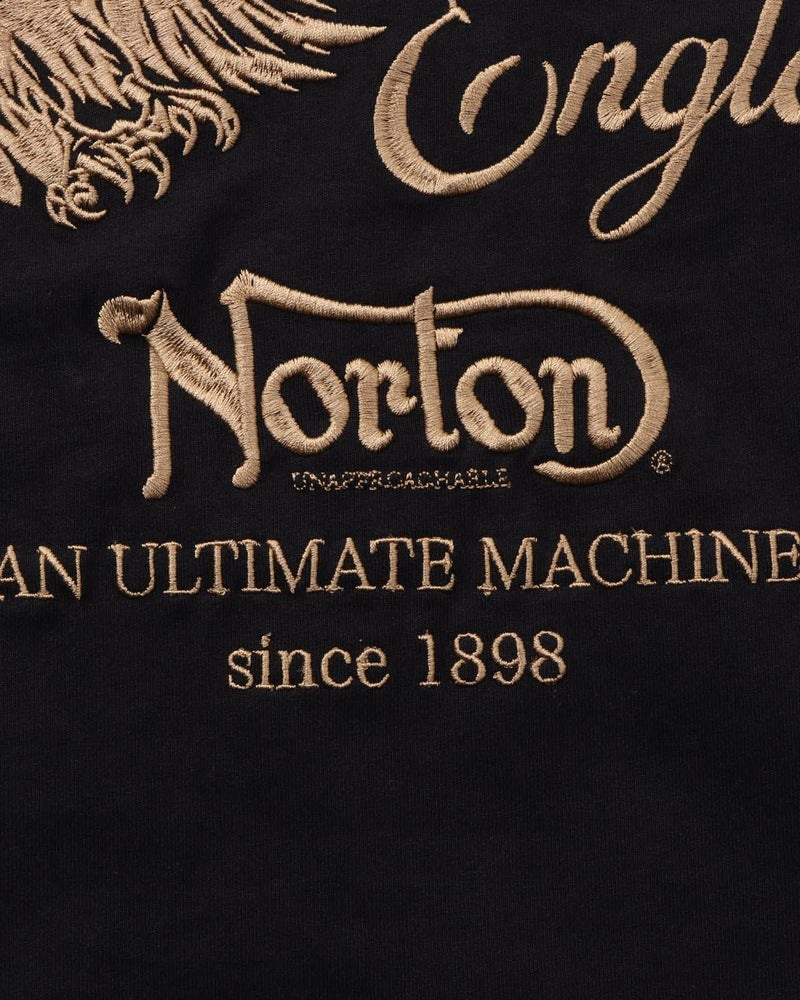 Engla
Norton®
UNAPPROACHABLE
AN ULTIMATE MACHINE
since 1898